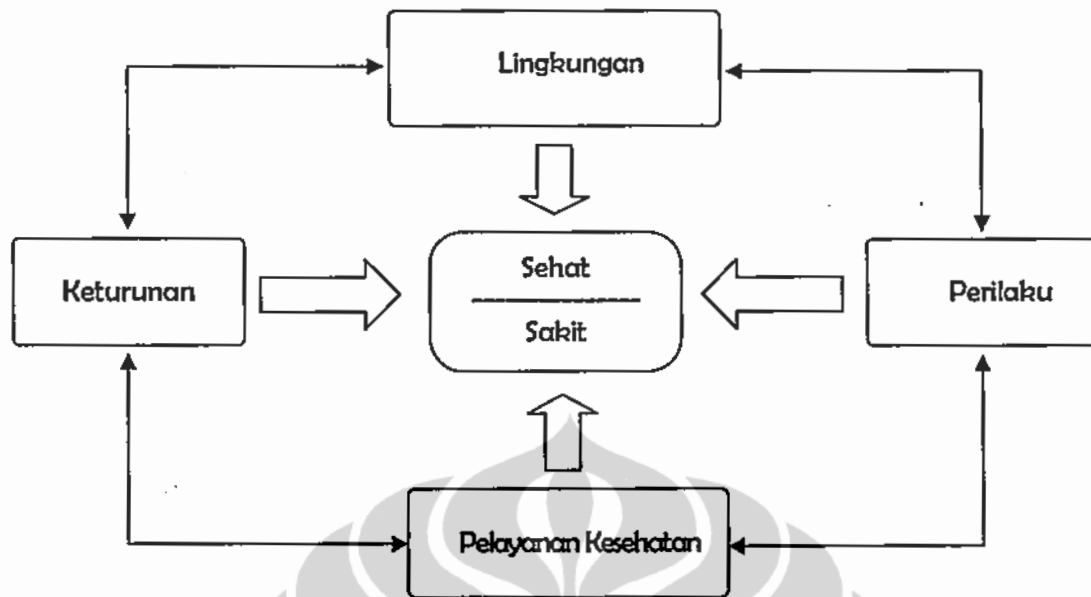 Lingkungan
Keturunan
Sehat
Sakit
Perilaku
Pelayanan Kesehatan